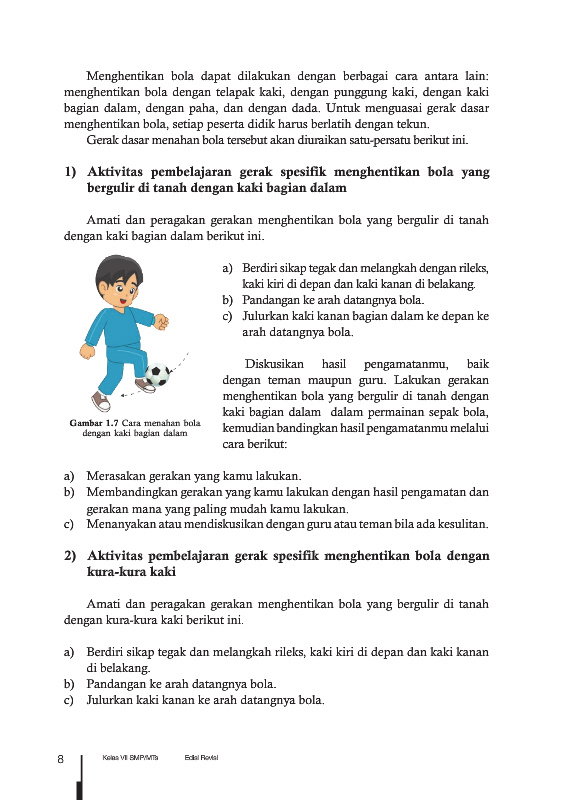 Menghentikan bola dapat dilakukan dengan berbagai cara antara lain:
menghentikan bola dengan telapak kaki, dengan punggung kaki, dengan kaki
bagian dalam, dengan paha, dan dengan dada. Untuk menguasai gerak dasar
menghentikan bola, setiap peserta didik harus berlatih dengan tekun.
Gerak dasar menahan bola tersebut akan diuraikan satu-persatu berikut ini.
1) Aktivitas pembelajaran gerak spesifik menghentikan bola yang
bergulir di tanah dengan kaki bagian dalam
Amati dan peragakan gerakan menghentikan bola yang bergulir di tanah
dengan kaki bagian dalam berikut ini.
a) Berdiri sikap tegak dan melangkah dengan rileks,
kaki kiri di depan dan kaki kanan di belakang.
b) Pandangan ke arah datangnya bola.
c) Julurkan kaki kanan bagian dalam ke depan ke
arah datangnya bola.
Diskusikan hasil pengamatanmu, baik
dengan teman maupun guru. Lakukan gerakan
menghentikan bola yang bergulir di tanah dengan
kaki bagian dalam dalam permainan sepak bola,
kemudian bandingkan hasil pengamatanmu melalui
cara berikut:
Gambar 1.7 Cara menahan bola
dengan kaki bagian dalam
a) Merasakan gerakan yang kamu lakukan.
b) Membandingkan gerakan yang kamu lakukan dengan hasil pengamatan dan
gerakan mana yang paling mudah kamu lakukan.
c) Menanyakan atau mendiskusikan dengan guru atau teman bila ada kesulitan.
2) Aktivitas pembelajaran gerak spesifik menghentikan bola dengan
kura-kura kaki
Amati dan peragakan gerakan menghentikan bola yang bergulir di tanah
dengan kura-kura kaki berikut ini.
a) Berdiri sikap tegak dan melangkah rileks, kaki kiri di depan dan kaki kanan
di belakang.
b) Pandangan ke arah datangnya bola.
c) Julurkan kaki kanan ke arah datangnya bola.
8 Kelas VII SMP/MTs Edisi Revisi